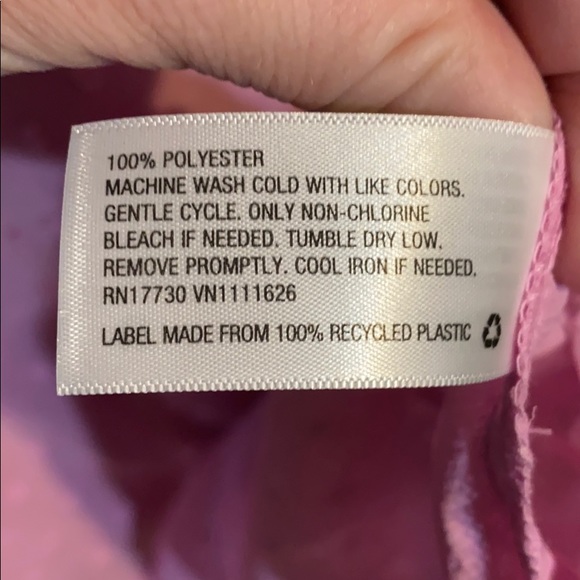 100% POLYESTER
MACHINE WASH COLD WITH LIKE COLORS.
GENTLE CYCLE. ONLY NON-CHLORINE
BLEACH IF NEEDED. TUMBLE DRY LOW.
REMOVE PROMPTLY. COOL IRON IF NEEDED.
RN17730 VN1111626
LABEL MADE FROM 100% RECYCLED PLASTIC